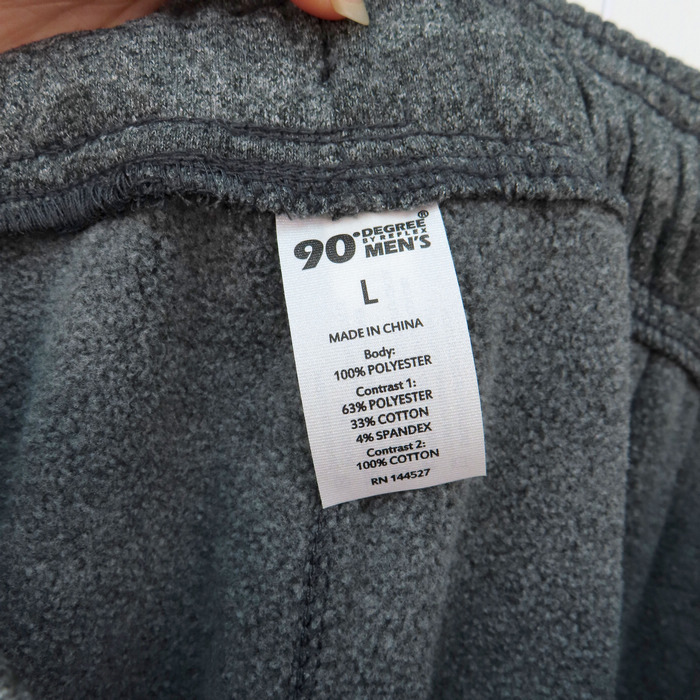 90° DEGREE®
BY REFLEX
MEN'S
L
MADE IN CHINA
Body:
100% POLYESTER
Contrast 1:
63% POLYESTER
33% COTTON
4% SPANDEX
Contrast 2:
100% COTTON
RN 144527